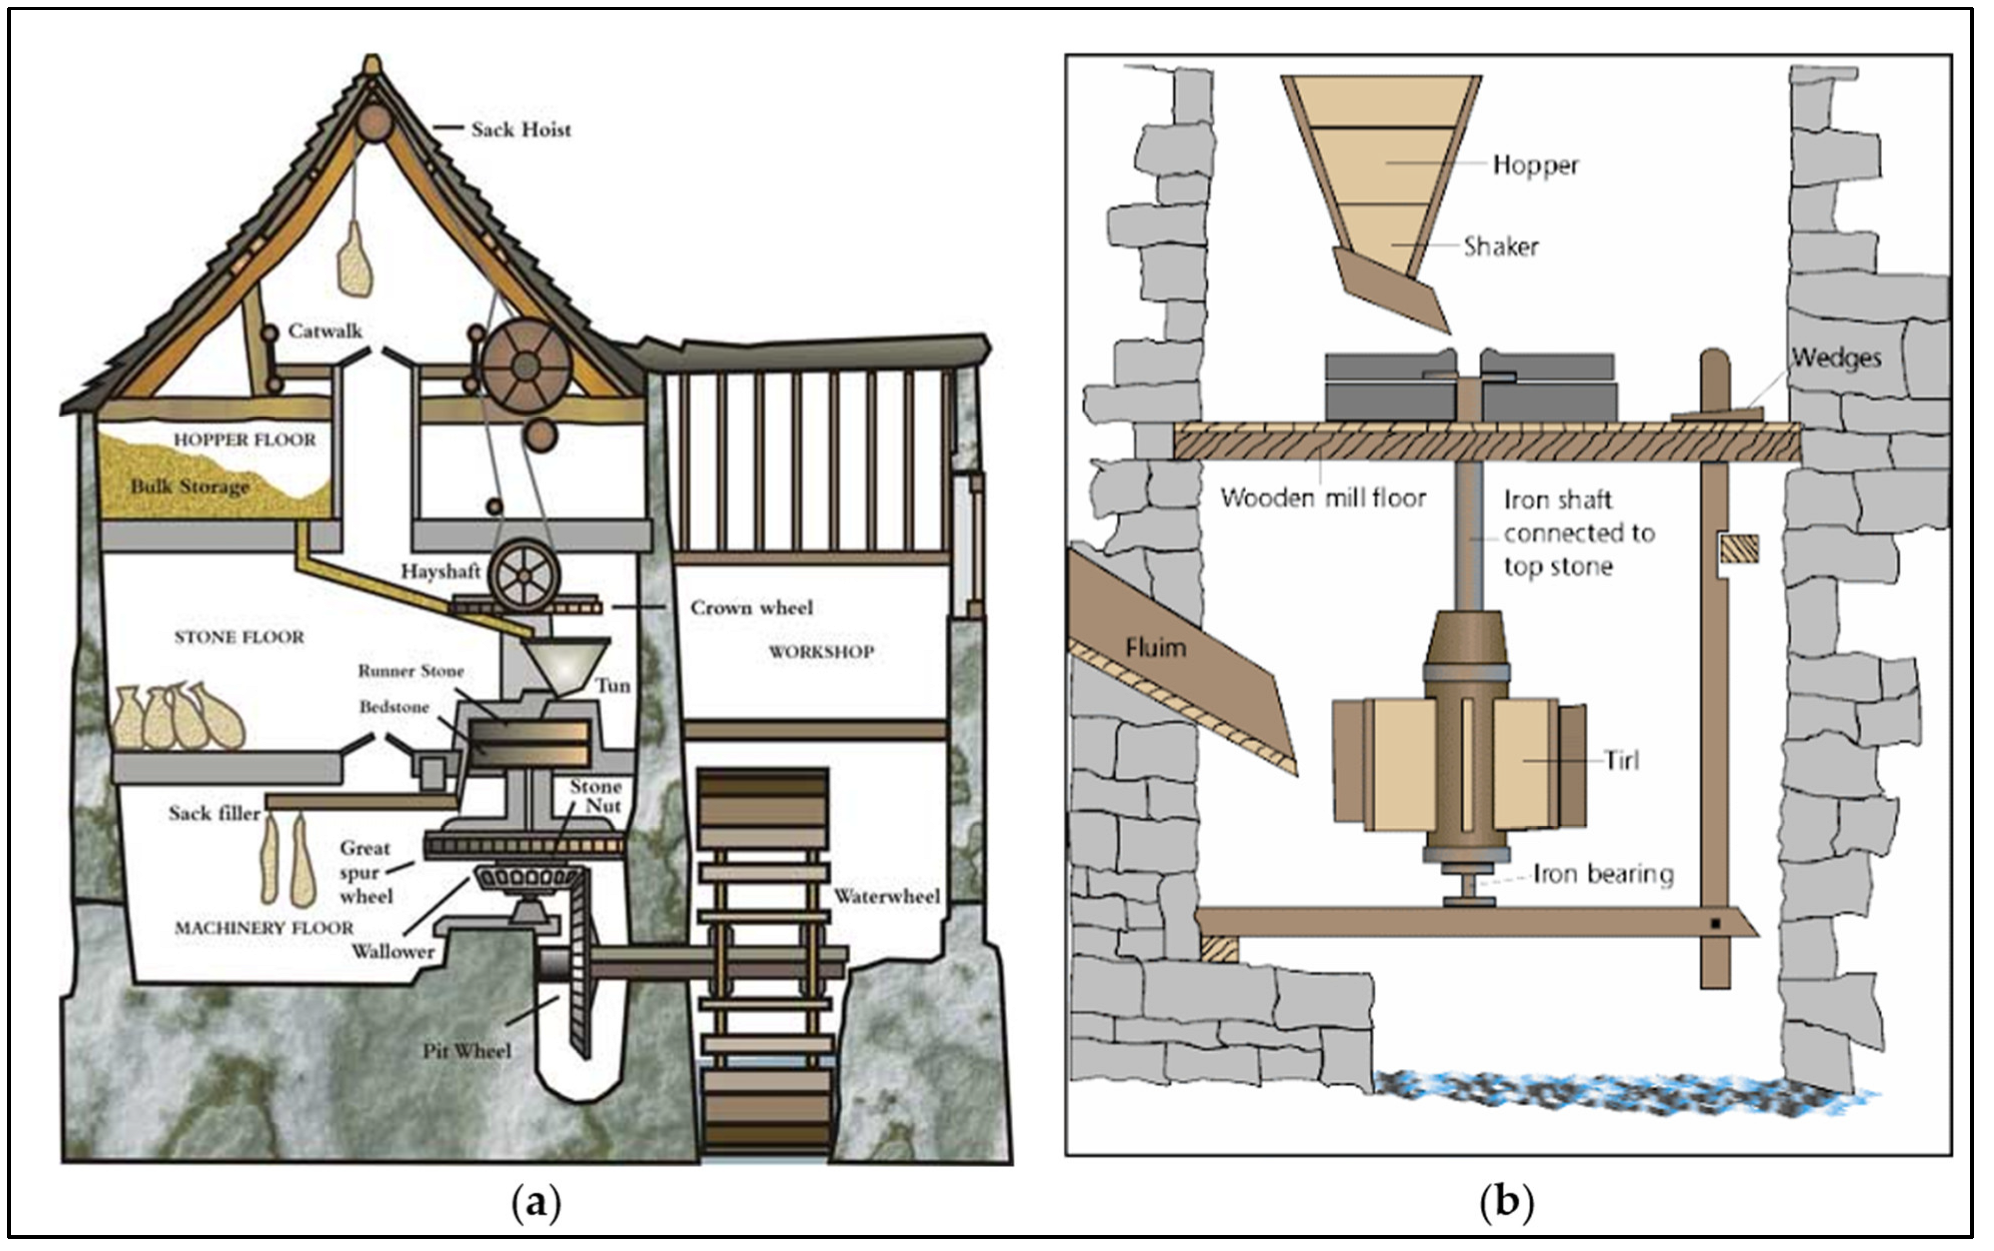 Sack Hoist
Catwalk
HOPPER FLOOR
Bulk Storage
Hayshaft
Crown wheel
STONE FLOOR
WORKSHOP
Runner Stone
Tun
Bedstone
Stone
Nut
Sack filler
Great
spur
wheel
Waterwheel
MACHINERY FLOOR
Wallower
Pit Wheel
(a)
Hopper
Shaker
Wedges
Wooden mill floor
Iron shaft
connected to
top stone
Fluim
Tirl
Iron bearing
(b)